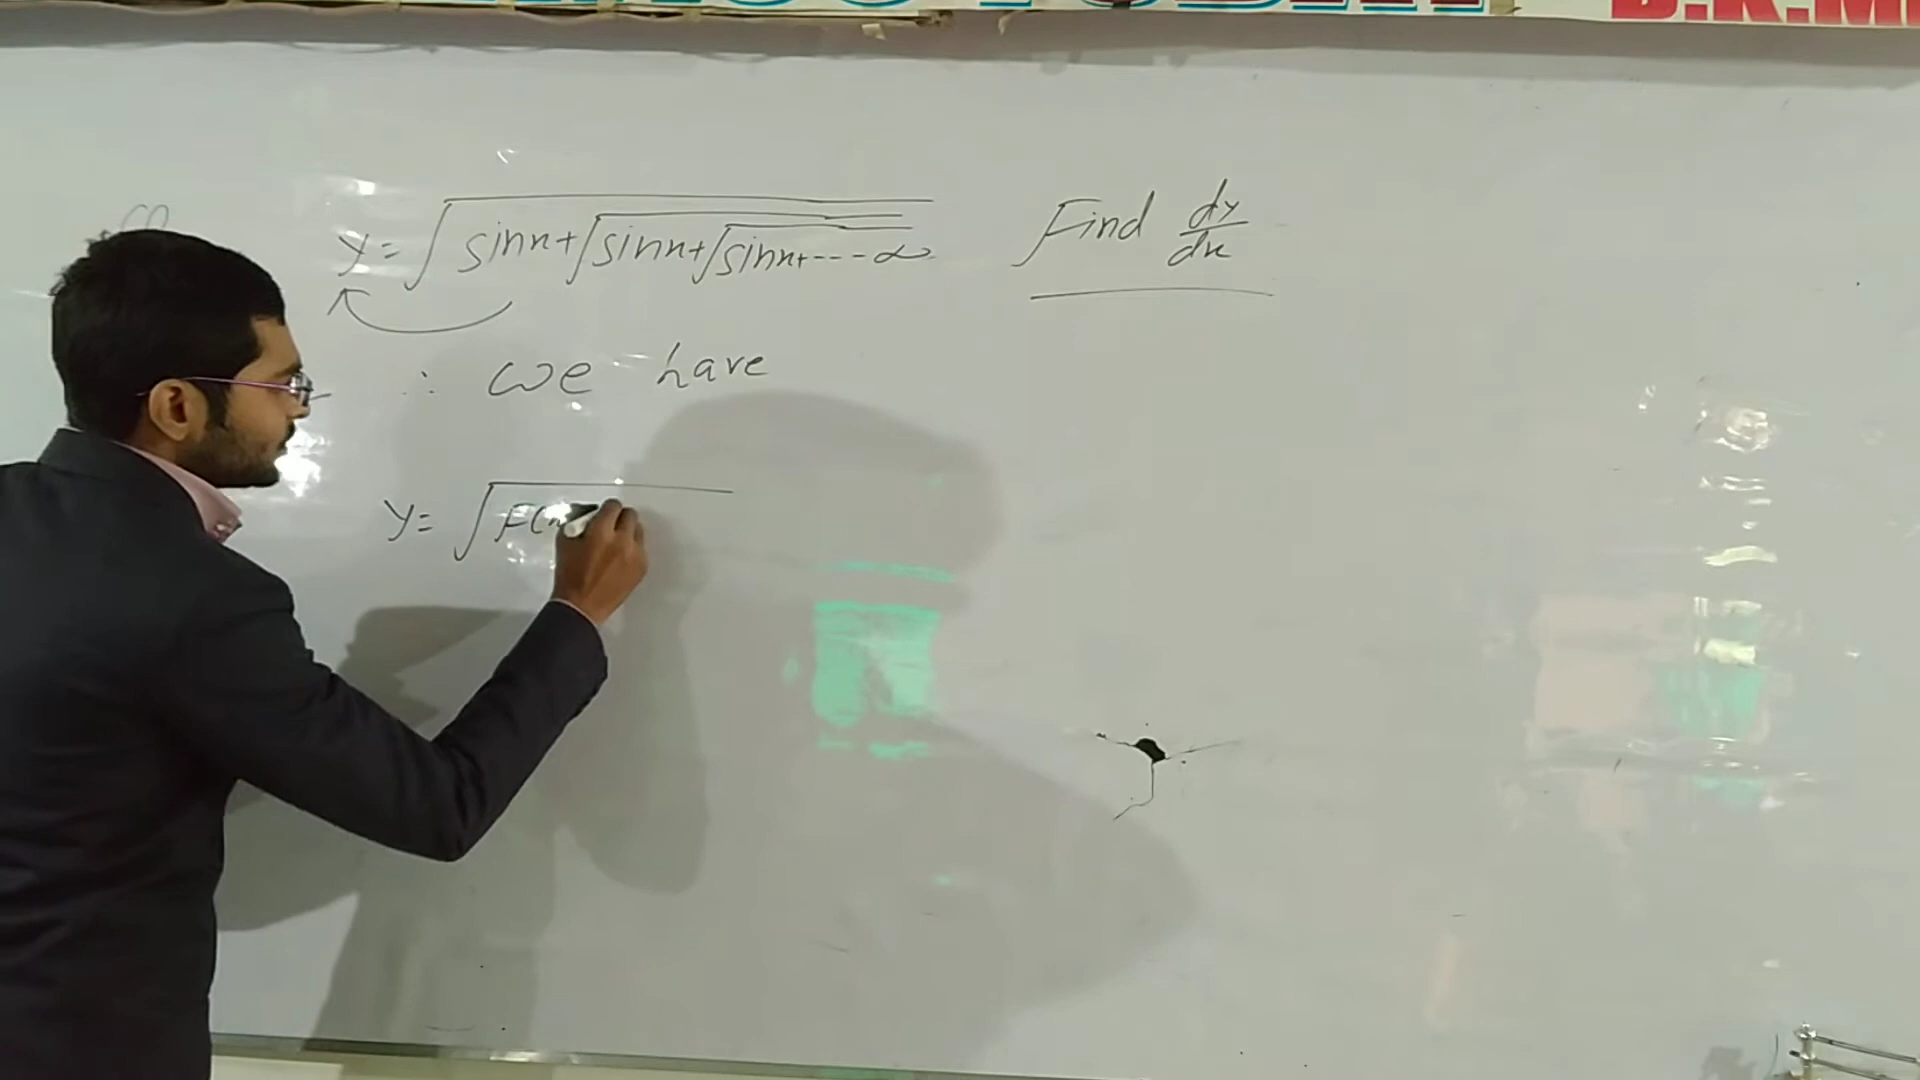 y = √sinx + √sinx + √sinx + --- ∞ Find dy/dx
∴ we have
y = √F(x